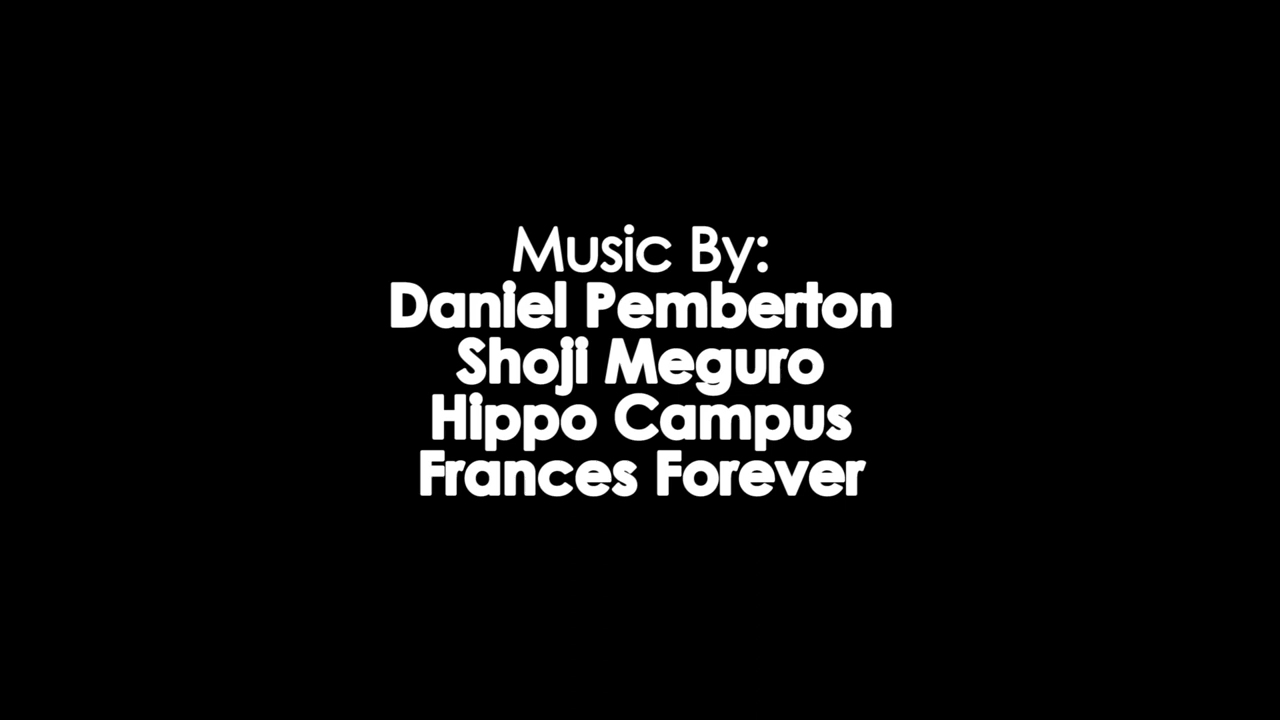 Music By:
Daniel Pemberton
Shoji Meguro
Hippo Campus
Frances Forever